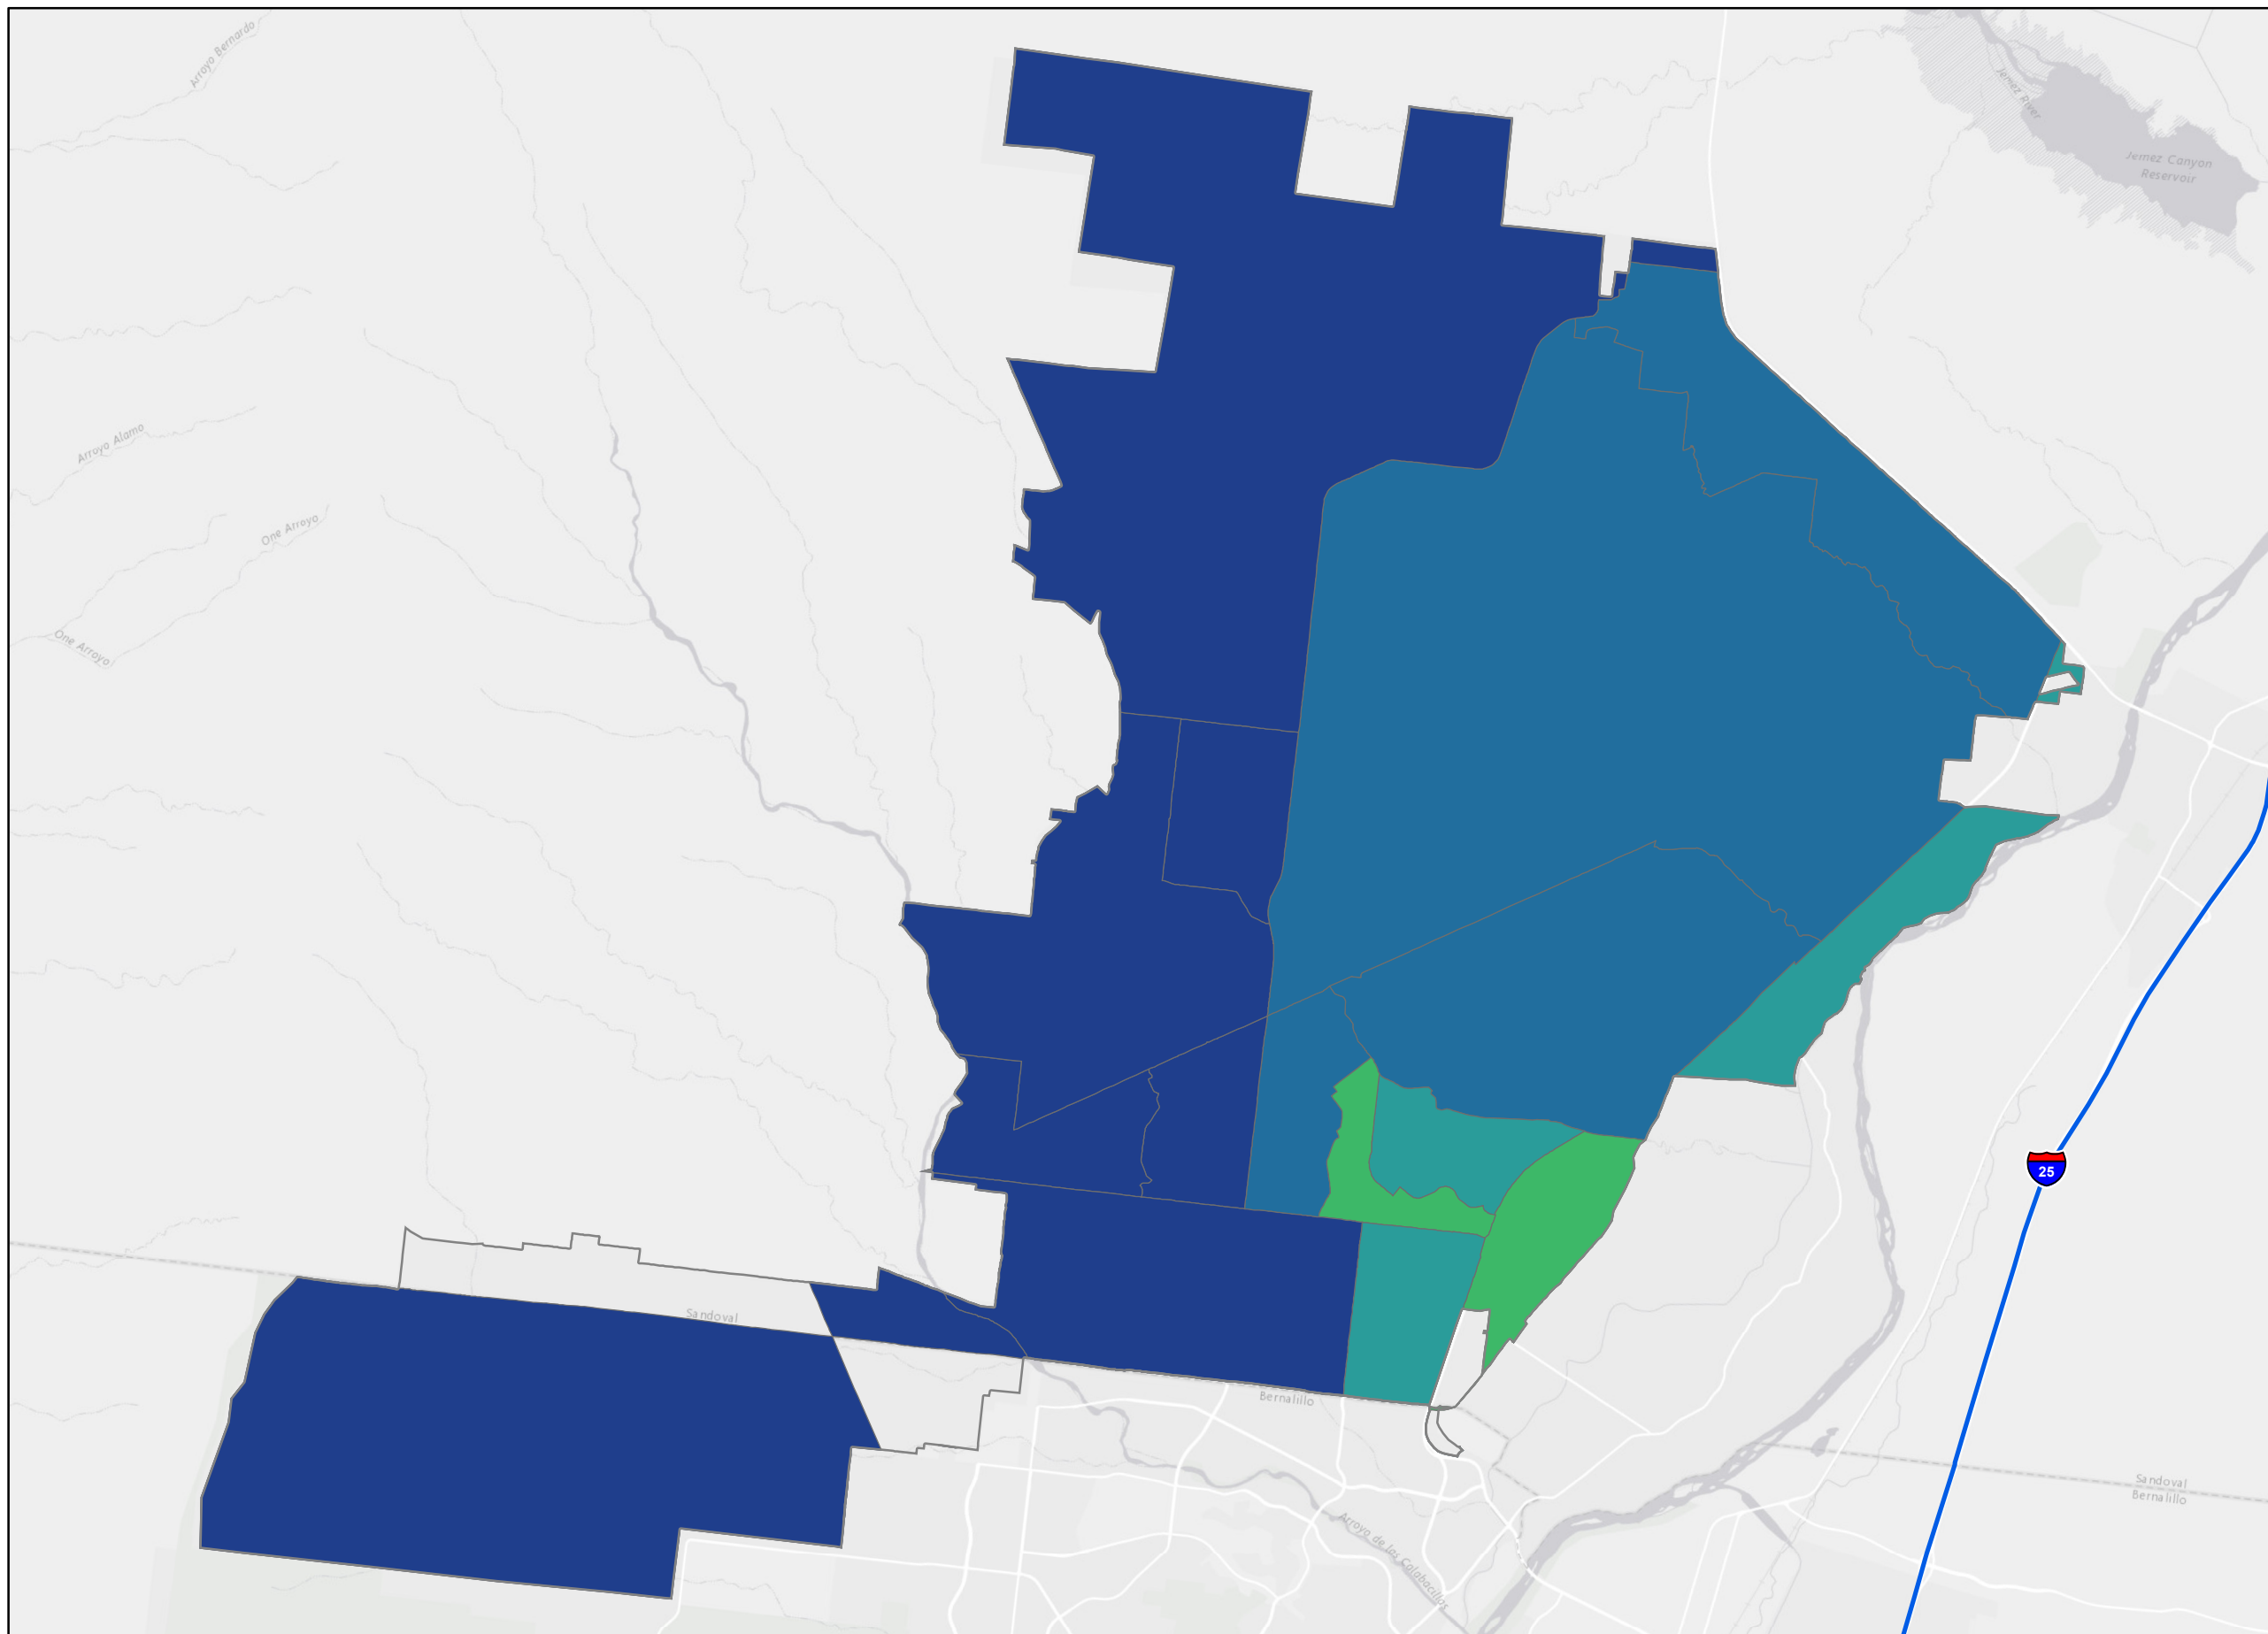 Arroyo Bernardo
Jemez River
Jemez Canyon
Reservoir
Arroyo Alamo
One Arroyo
One Arroyo
25
Sandoval
Bernalillo
Sandoval
Bernalillo
Arroyo de las Calabacillas